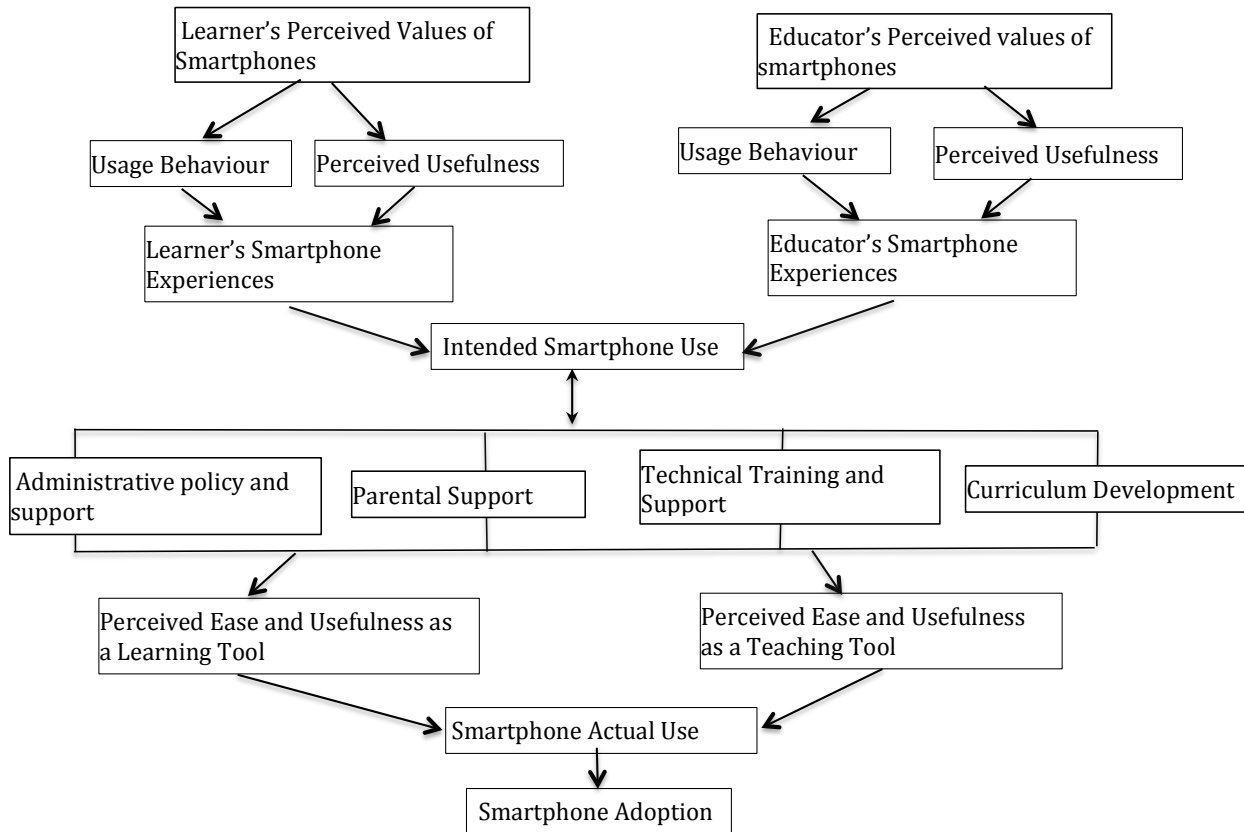 Learner's Perceived Values of
Smartphones
Educator's Perceived values of
smartphones
Usage Behaviour
Perceived Usefulness
Usage Behaviour
Perceived Usefulness
Learner's Smartphone
Experiences
Educator's Smartphone
Experiences
Intended Smartphone Use
Administrative policy and
support
Parental Support
Technical Training and
Support
Curriculum Development
Perceived Ease and Usefulness as
a Learning Tool
Perceived Ease and Usefulness
as a Teaching Tool
Smartphone Actual Use
Smartphone Adoption